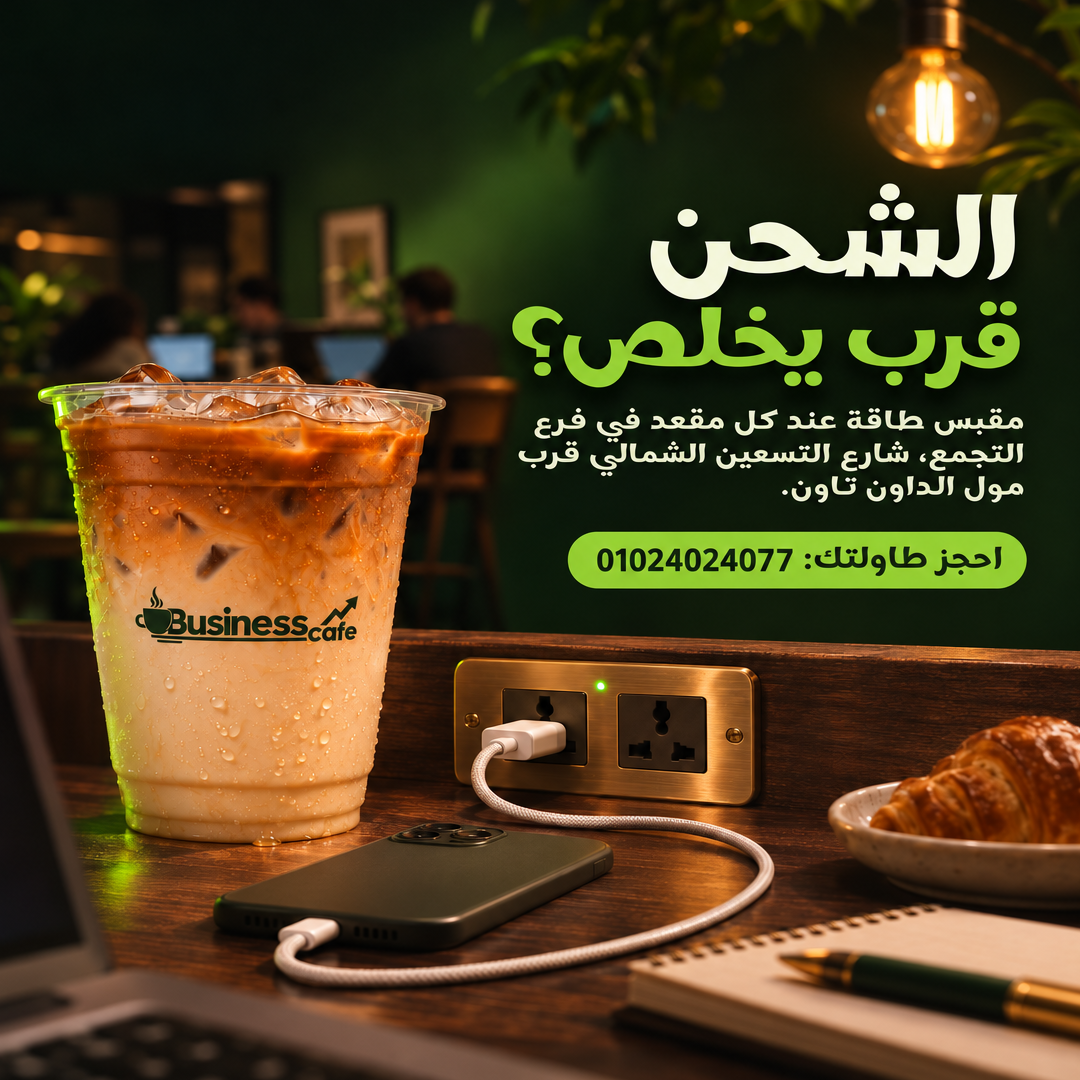 الشحن
قرب يخلص؟
مقبس طاقة عند كل مقعد في فرع
التجمع، شارع التسعين الشمالي قرب
مول الداون تاون.
احجز طاولتك: 01024024077
Business cafe